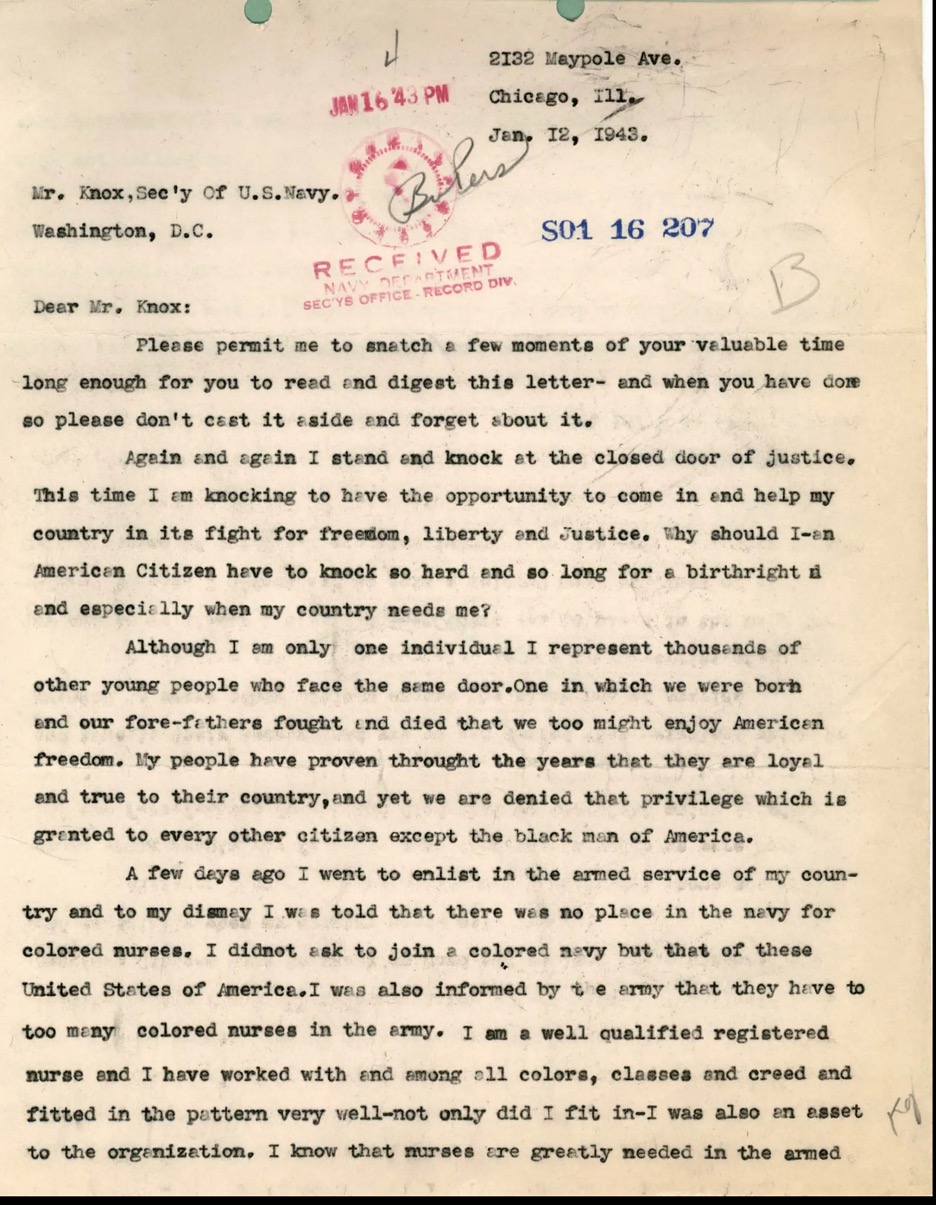 2I32 Maypole Ave.
JAN 16 '43 PM
Chicago, Ill.
Jan. I2, I943.
Mr. Knox,Sec'y Of U.S.Navy.
Washington, D.C.
S01 16 207
RECEIVED
NAVY DEPARTMENT
SEC'YS OFFICE - RECORD DIV.
B
Dear Mr. Knox:
Please permit me to snatch a few moments of your valuable time
long enough for you to read and digest this letter- and when you have done
so please don't cast it aside and forget about it.
Again and again I stand and knock at the closed door of justice.
This time I am knocking to have the opportunity to come in and help my
country in its fight for freedom, liberty and Justice. Why should I-an
American Citizen have to knock so hard and so long for a birthright
and especially when my country needs me?
Although I am only one individual I represent thousands of
other young people who face the same door.One in which we were born
and our fore-fathers fought and died that we too might enjoy American
freedom. My people have proven throught the years that they are loyal
and true to their country,and yet we are denied that privilege which is
granted to every other citizen except the black man of America.
A few days ago I went to enlist in the armed service of my coun-
try and to my dismay I was told that there was no place in the navy for
colored nurses. I didnot ask to join a colored navy but that of these
United States of America.I was also informed by t e army that they have to
too many colored nurses in the army. I am a well qualified registered
nurse and I have worked with and among all colors, classes and creed and
fitted in the pattern very well-not only did I fit in-I was also an asset
to the organization. I know that nurses are greatly needed in the armed